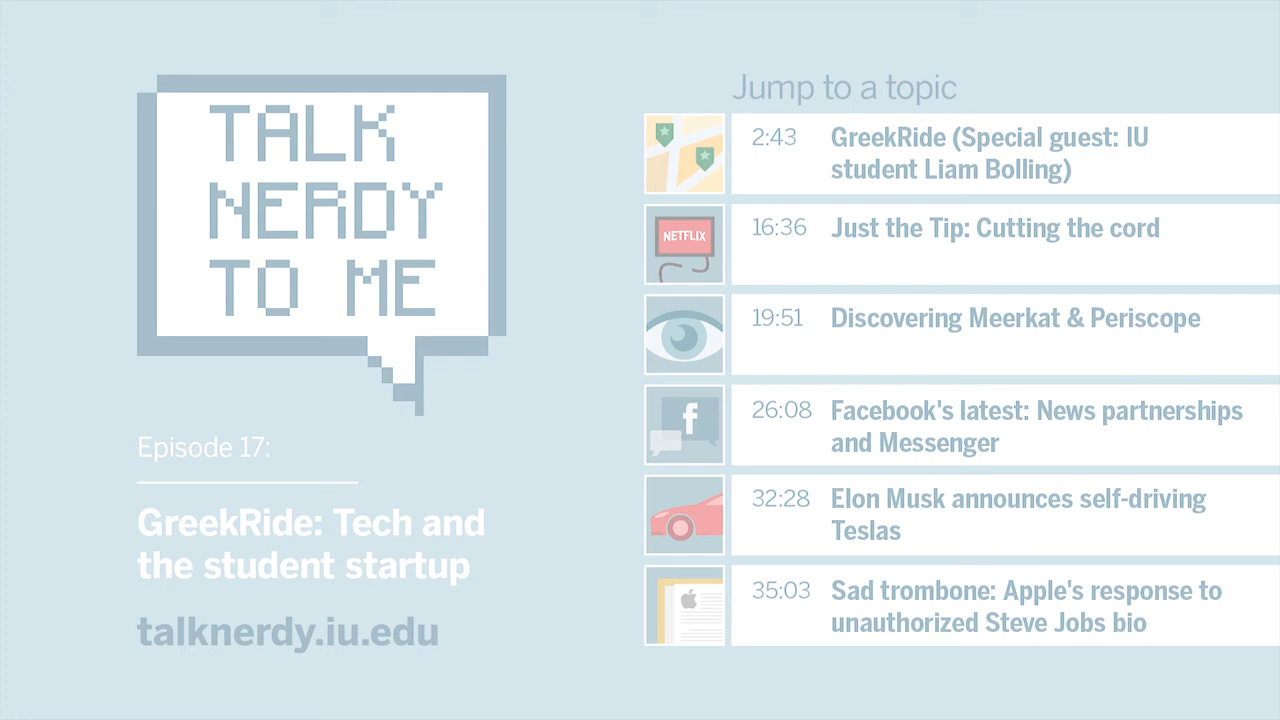 TALK
NERDY
TO ME
Episode 17:
GreekRide: Tech and
the student startup
talknerdy.iu.edu
Jump to a topic
2:43 GreekRide (Special guest: IU
student Liam Bolling)
NETFLIX
16:36 Just the Tip: Cutting the cord
19:51 Discovering Meerkat & Periscope
f
26:08 Facebook's latest: News partnerships
and Messenger
32:28 Elon Musk announces self-driving
Teslas
35:03 Sad trombone: Apple's response to
unauthorized Steve Jobs bio